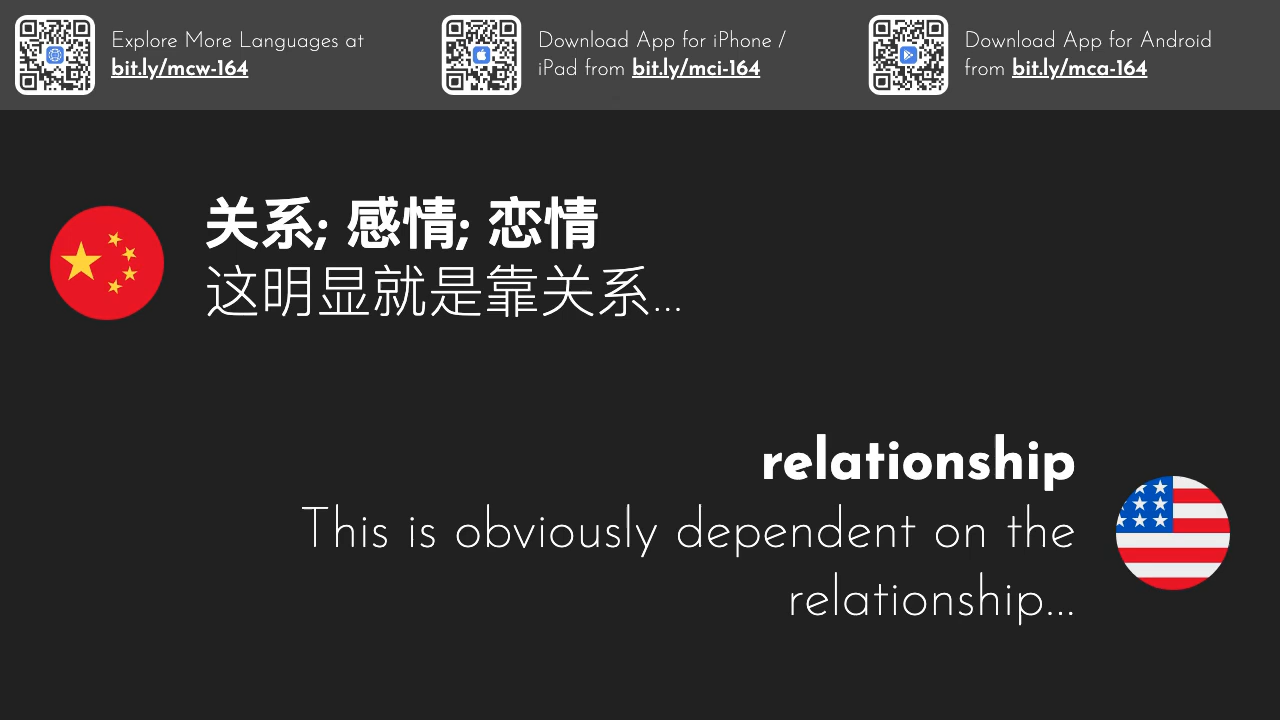 Explore More Languages at
bit.ly/mcw-164
Download App for iPhone /
iPad from bit.ly/mci-164
Download App for Android
from bit.ly/mca-164
关系; 感情; 恋情
这明显就是靠关系...
relationship
This is obviously dependent on the
relationship...